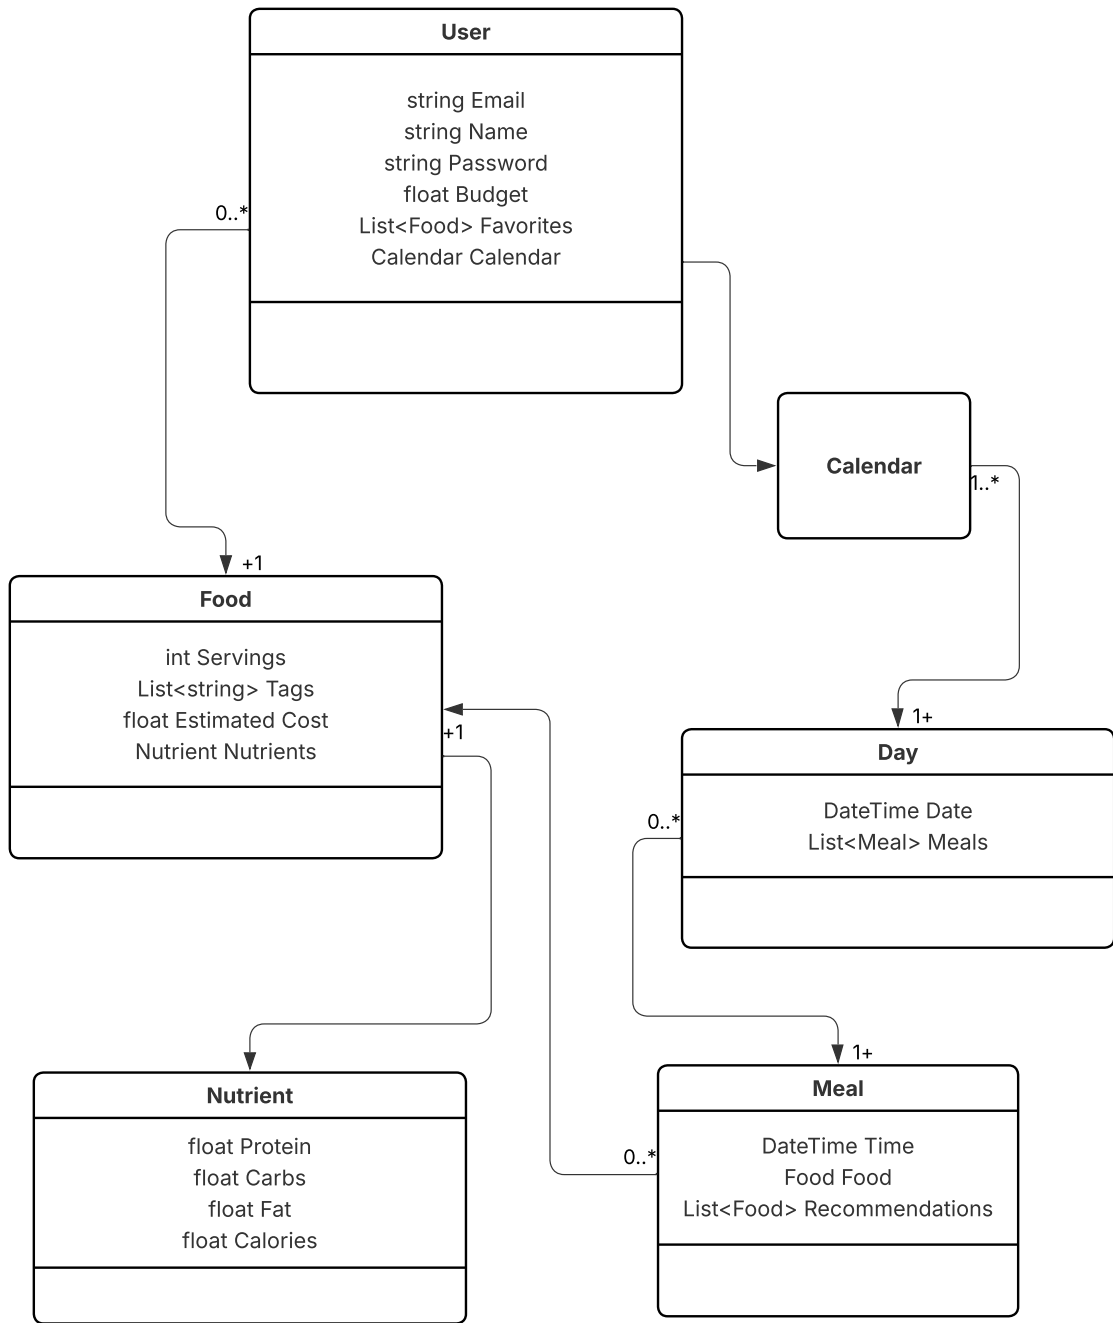 User
string Email
string Name
string Password
float Budget
List<Food> Favorites
Calendar Calendar
0..*
Calendar
1..*
+1
Food
int Servings
List<string> Tags
float Estimated Cost
Nutrient Nutrients
+1
1+
Day
DateTime Date
List<Meal> Meals
0..*
Nutrient
float Protein
float Carbs
float Fat
float Calories
1+
Meal
DateTime Time
Food Food
List<Food> Recommendations
0..*